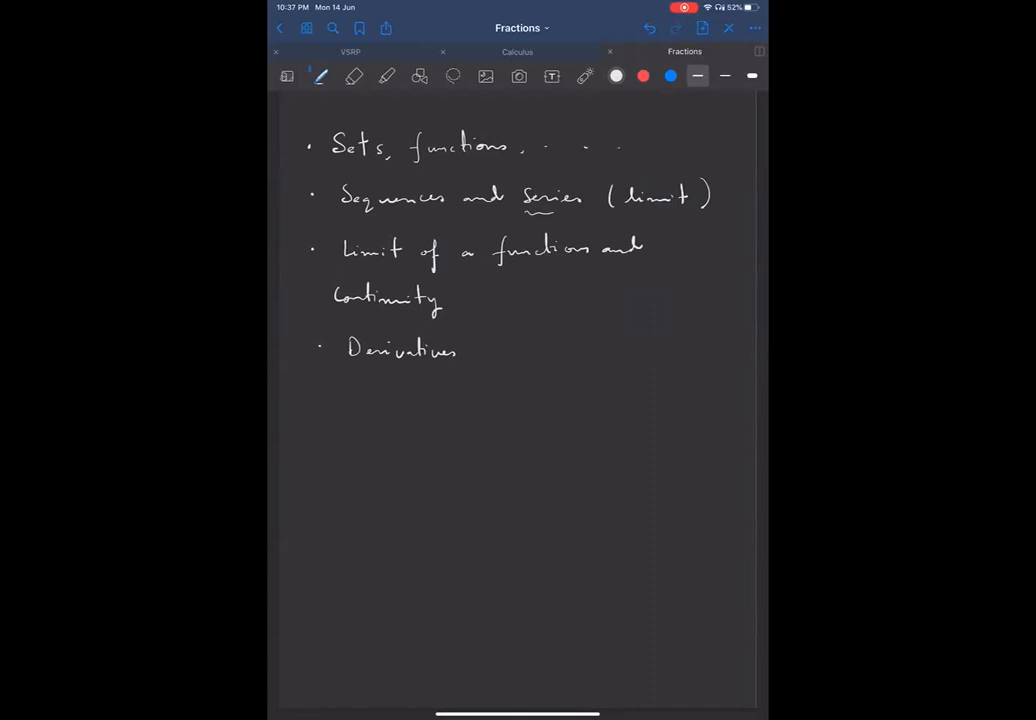 10:37 PM Mon 14 Jun
52%
Fractions
VSRP
Calculus
Fractions
• Sets, functions, . . .
• Sequences and series (limit)
• Limit of a functions and
Continuity
• Derivatives